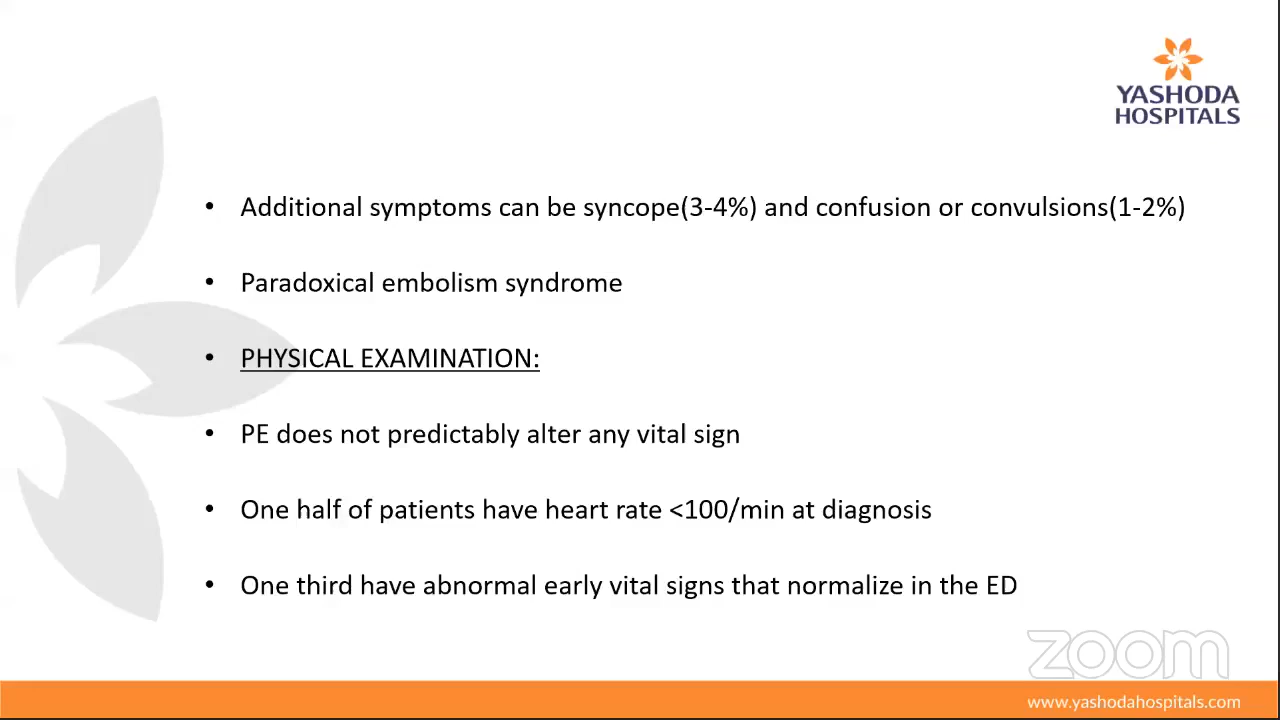 YASHODA
HOSPITALS
• Additional symptoms can be syncope(3-4%) and confusion or convulsions(1-2%)
• Paradoxical embolism syndrome
• PHYSICAL EXAMINATION:
• PE does not predictably alter any vital sign
• One half of patients have heart rate <100/min at diagnosis
• One third have abnormal early vital signs that normalize in the ED
zoom
www.yashodahospitals.com